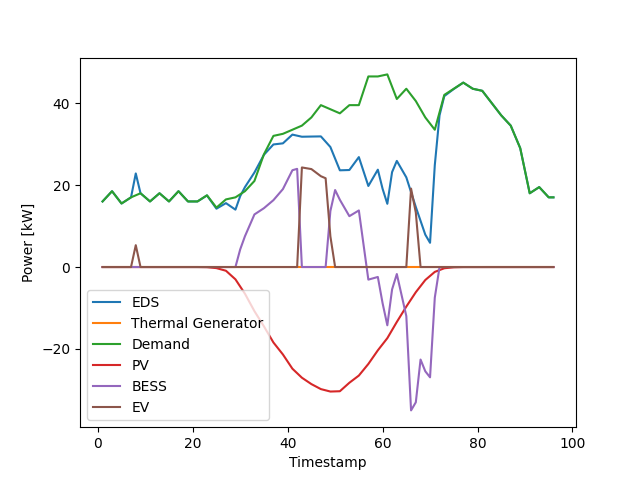 40
20
0
−20
Power [kW]
EDS
Thermal Generator
Demand
PV
BESS
EV
0 20 40 60 80 100
Timestamp